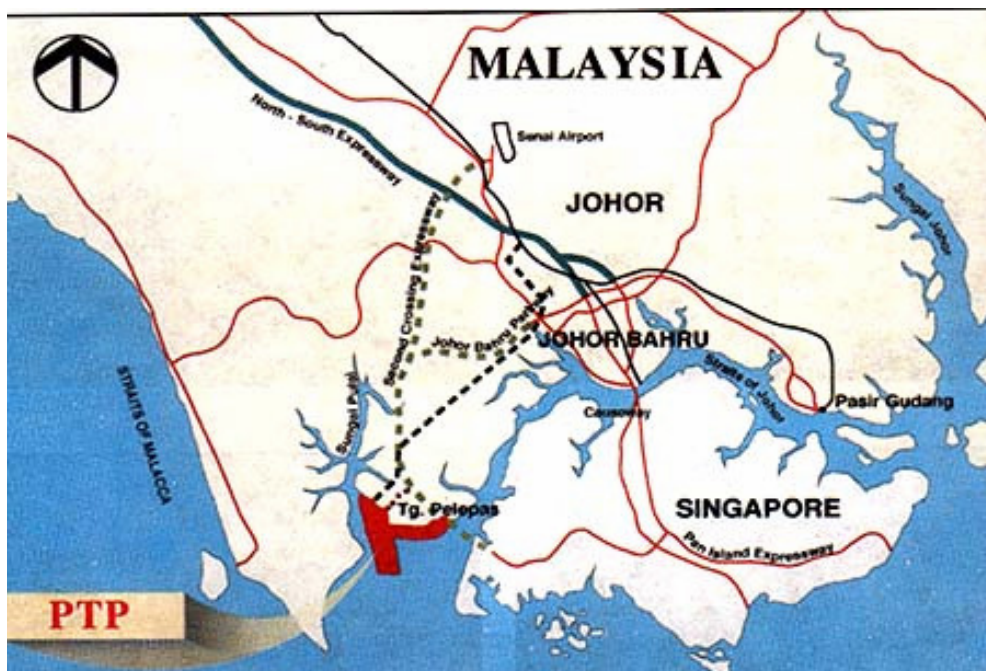 MALAYSIA
North - South Expressway
Senai Airport
JOHOR
Sungai Johor
Second Crossing Expressway
Johor Bahru
JOHOR BAHRU
Straits of Johor
Pasir Gudang
Causeway
STRAITS OF MALACCA
Sungai Pulai
Tg. Pelepas
SINGAPORE
Pan Island Expressway
PTP